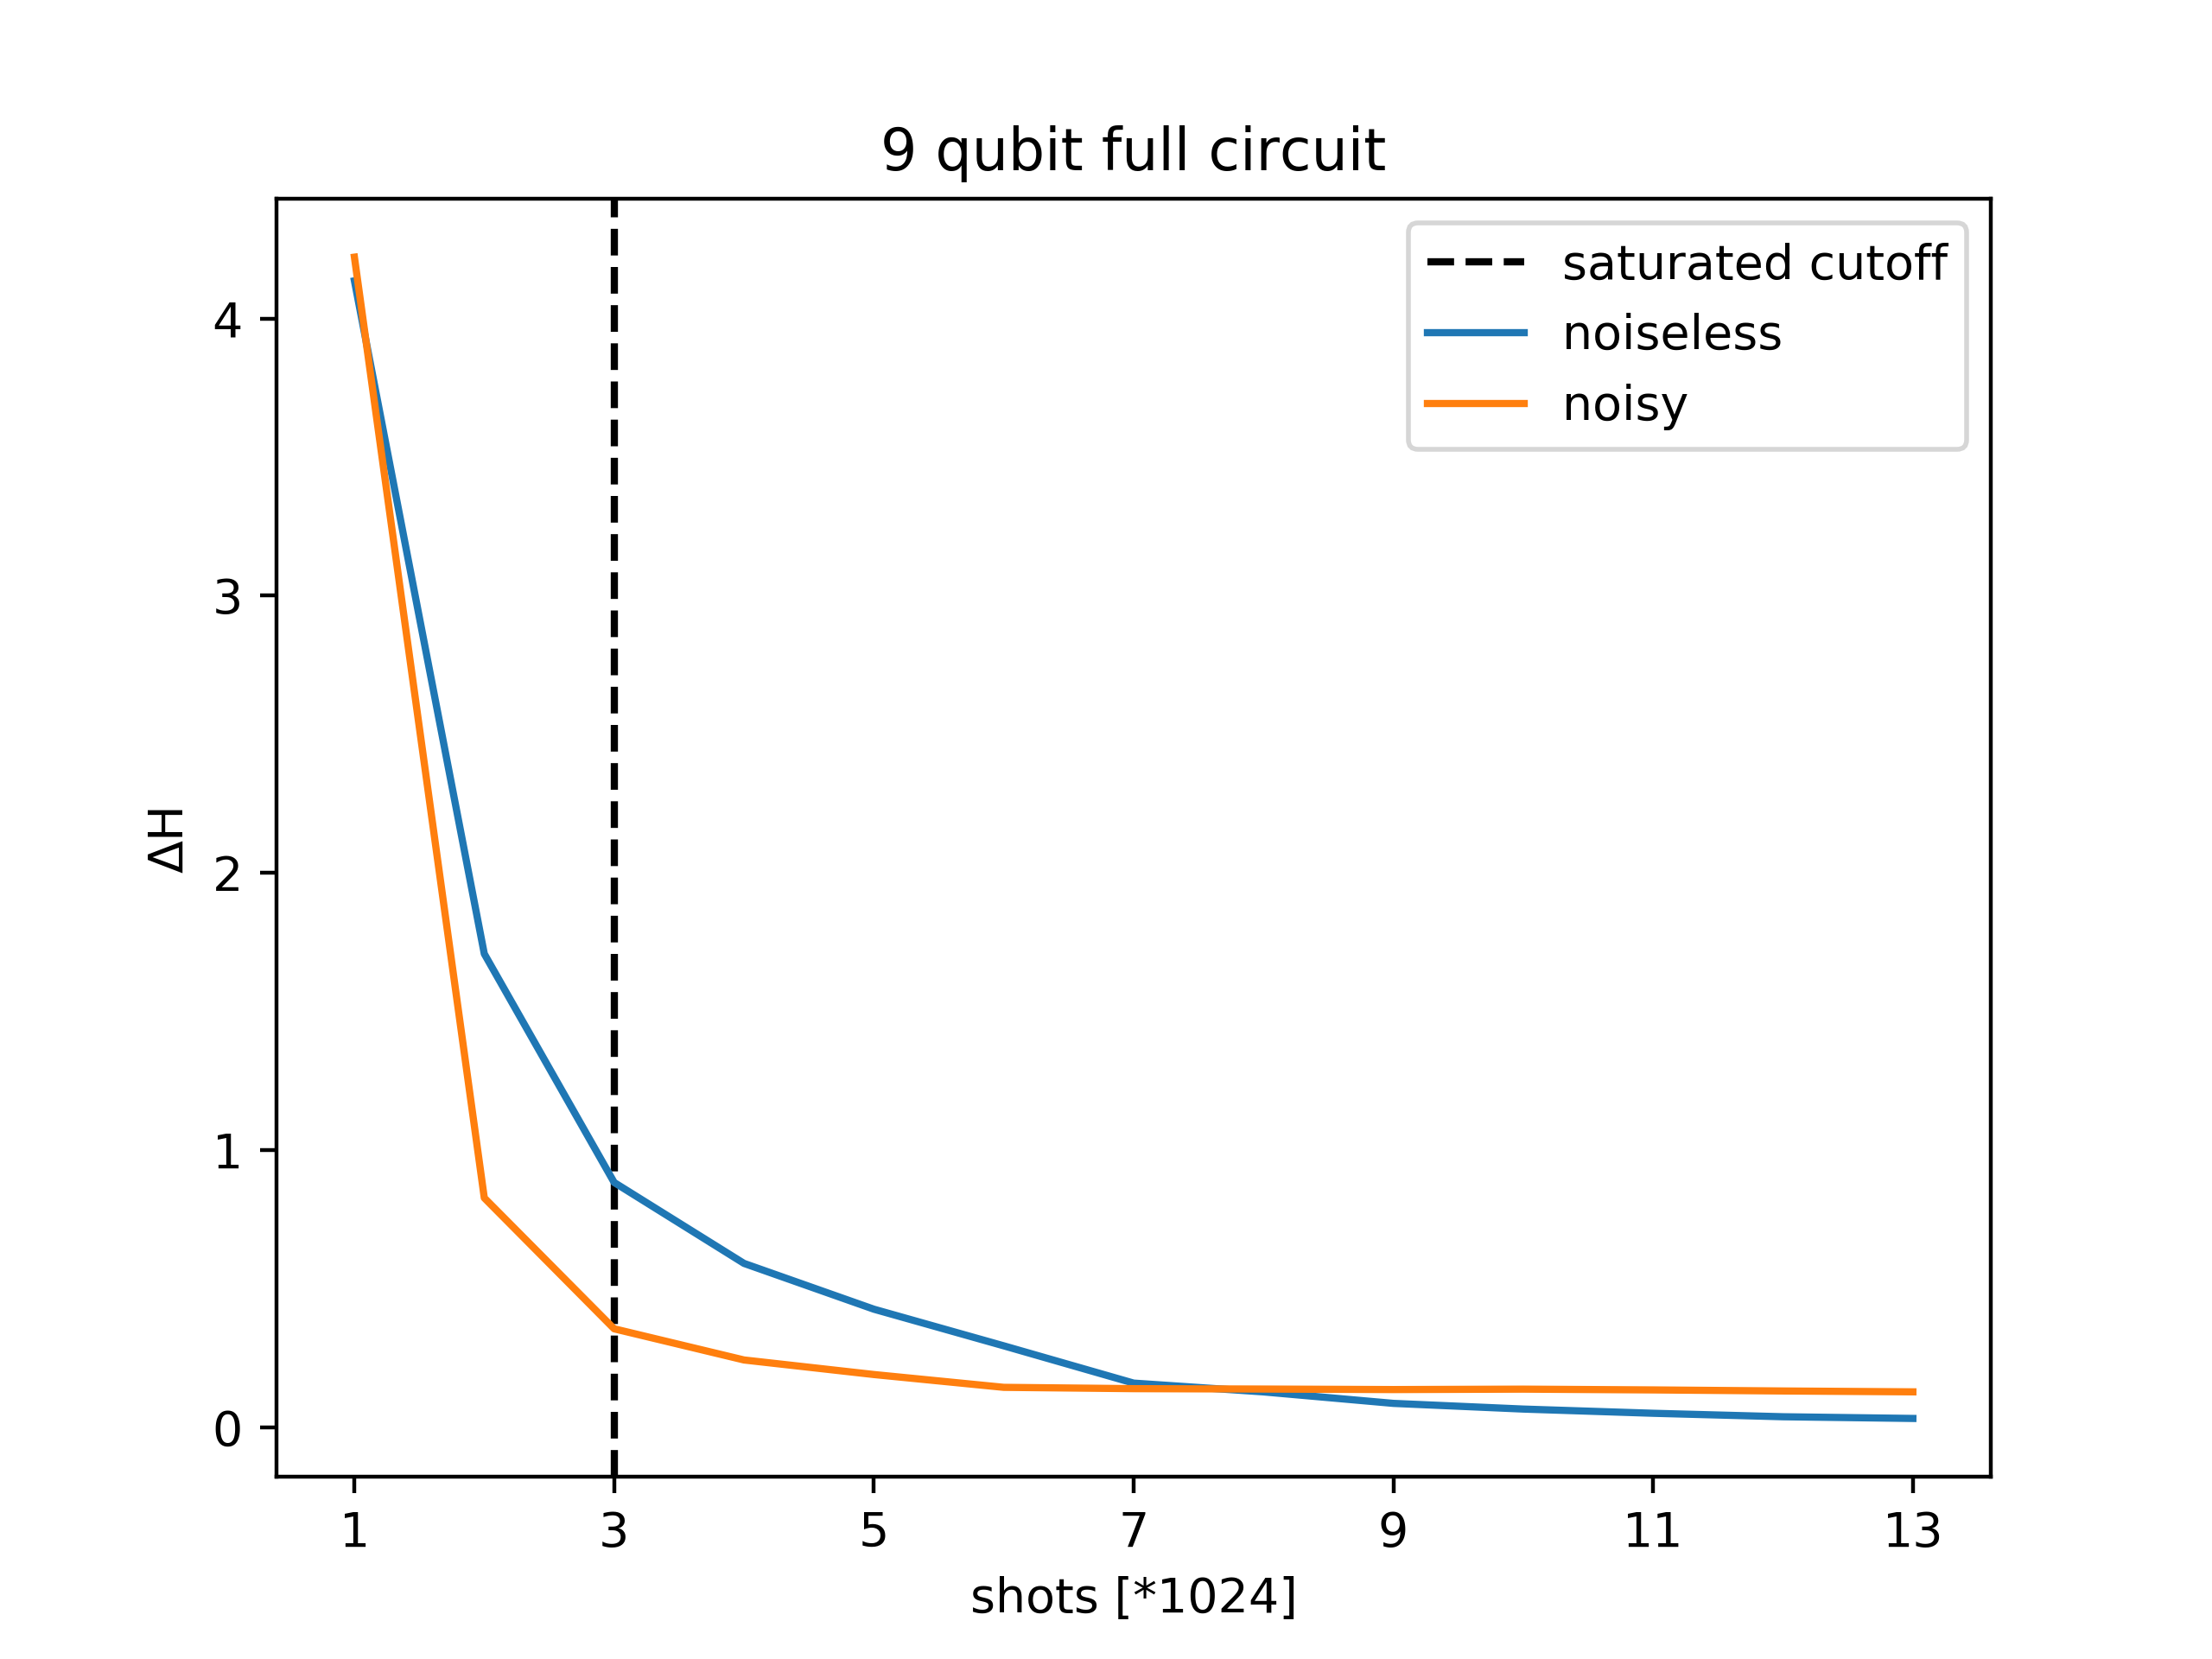 9 qubit full circuit
saturated cutoff
noiseless
noisy
ΔH
4
3
2
1
0
1 3 5 7 9 11 13
shots [*1024]